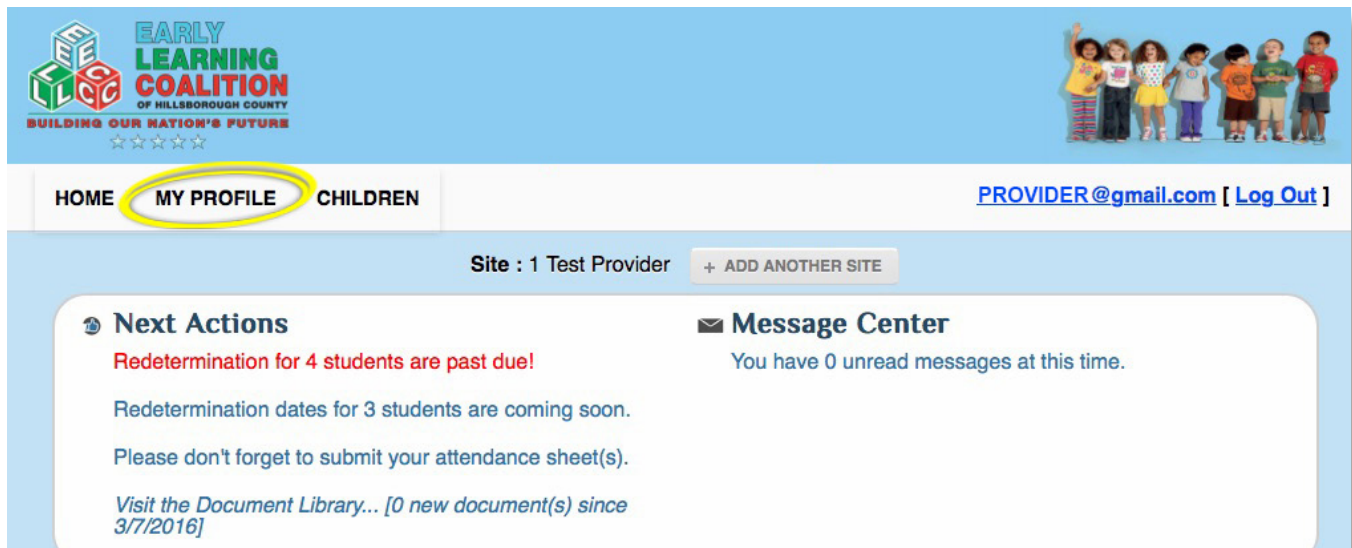 EARLY
LEARNING
COALITION
OF HILLSBOROUGH COUNTY
BUILDING OUR NATION'S FUTURE
HOME MY PROFILE CHILDREN
PROVIDER@gmail.com [ Log Out ]
Site : 1 Test Provider + ADD ANOTHER SITE
Next Actions
Redetermination for 4 students are past due!
Redetermination dates for 3 students are coming soon.
Please don't forget to submit your attendance sheet(s).
Visit the Document Library... [0 new document(s) since
3/7/2016]
Message Center
You have 0 unread messages at this time.